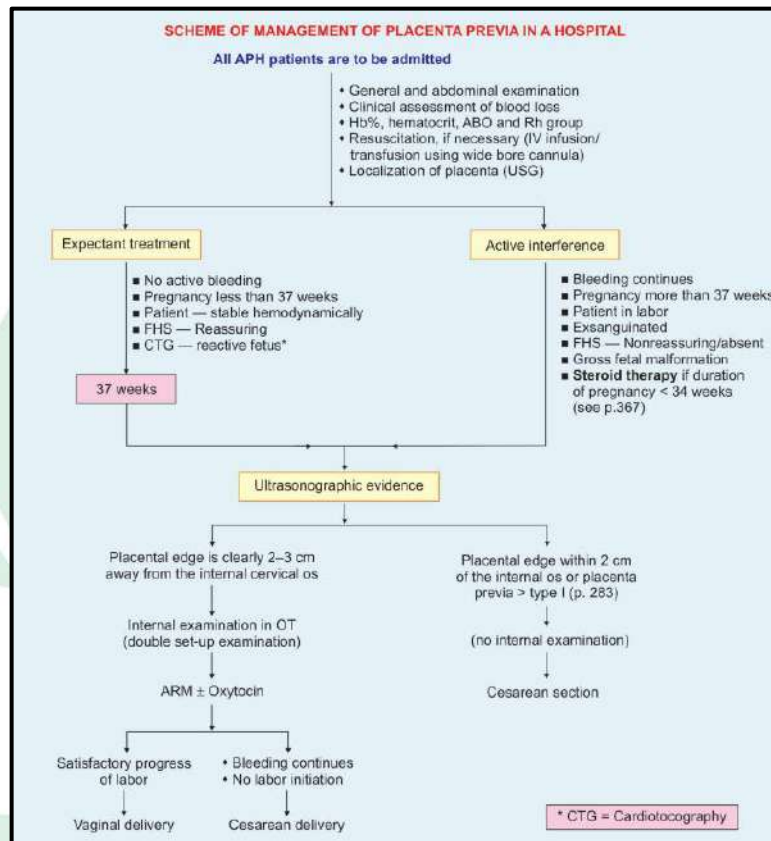 SCHEME OF MANAGEMENT OF PLACENTA PREVIA IN A HOSPITAL
All APH patients are to be admitted
♦ General and abdominal examination
♦ Clinical assessment of blood loss
♦ Hb%, hematocrit, ABO and Rh group
♦ Resuscitation, if necessary (IV infusion/
transfusion using wide bore cannula)
♦ Localization of placenta (USG)
Expectant treatment
■ No active bleeding
■ Pregnancy less than 37 weeks
■ Patient — stable hemodynamically
■ FHS — Reassuring
■ CTG — reactive fetus*
37 weeks
Active interference
■ Bleeding continues
■ Pregnancy more than 37 weeks
■ Patient in labor
■ Exsanguinated
■ FHS — Nonreassuring/absent
■ Gross fetal malformation
■ Steroid therapy if duration
of pregnancy < 34 weeks
(see p.367)
Ultrasonographic evidence
Placental edge is clearly 2–3 cm
away from the internal cervical os
Internal examination in OT
(double set-up examination)
ARM ± Oxytocin
Satisfactory progress
of labor
Vaginal delivery
♦ Bleeding continues
♦ No labor initiation
Cesarean delivery
Placental edge within 2 cm
of the internal os or placenta
previa > type I (p. 283)
(no internal examination)
Cesarean section
* CTG = Cardiotocography